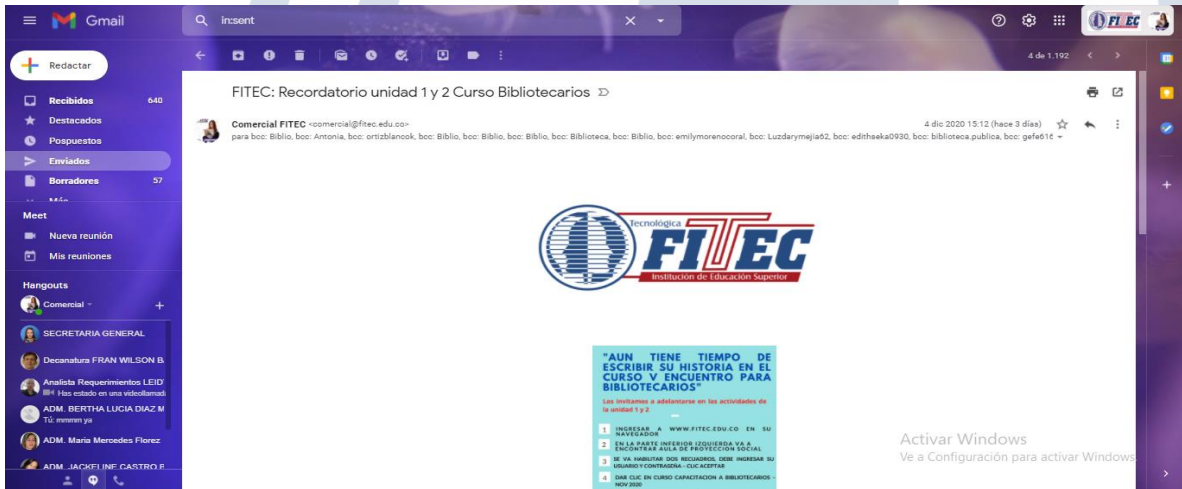 Gmail
in:sent
FITEC
Redactar
4 de 1.192
Recibidos 640
Destacados
Pospuestos
Enviados
Borradores 57
Más
Meet
Nueva reunión
Mis reuniones
Hangouts
Comercial
SECRETARIA GENERAL
Decanatura FRAN WILSON B
Analista Requerimientos LEID
Has estado en una videollamada
ADM. BERTHA LUCIA DIAZ M
Tú: mmmm ya
ADM. Maria Mercedes Florez
ADM. JACKELINE CASTRO
FITEC: Recordatorio unidad 1 y 2 Curso Bibliotecarios
Comercial FITEC <comercial@fitec.edu.co> 4 dic 2020 15:12 (hace 3 días)
para bcc: Biblio, bcc: Antonia, bcc: ortizblancok, bcc: Biblio, bcc: Biblio, bcc: Biblio, bcc: Biblioteca, bcc: Biblio, bcc: emilymorenocoral, bcc: Luzdarymejia62, bcc: edithseka0930, bcc: biblioteca.publica, bcc: gefe616
Tecnológica
FITEC
Institución de Educación Superior
"AUN TIENE TIEMPO DE
ESCRIBIR SU HISTORIA EN EL
CURSO V ENCUENTRO PARA
BIBLIOTECARIOS"
Los invitamos a adelantarse en las actividades de
la unidad 1 y 2
1 INGRESAR A WWW.FITEC.EDU.CO EN SU
NAVEGADOR
2 EN LA PARTE INFERIOR IZQUIERDA VA A
ENCONTRAR AULA DE PROYECCION SOCIAL
3 SE VA HABILITAR DOS RECUADROS, DEBE INGRESAR SU
USUARIO Y CONTRASEÑA - CLIC ACEPTAR
4 DAR CLIC EN CURSO CAPACITACION A BIBLIOTECARIOS -
NOV 2020
Activar Windows
Ve a Configuración para activar Windows.